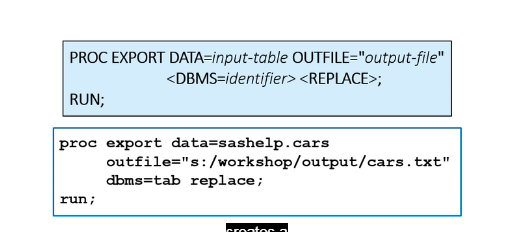 PROC EXPORT DATA=input-table OUTFILE="output-file"
<DBMS=identifier> <REPLACE>;
RUN;
proc export data=sashelp.cars
outfile="s:/workshop/output/cars.txt"
dbms=tab replace;
run;
creates a